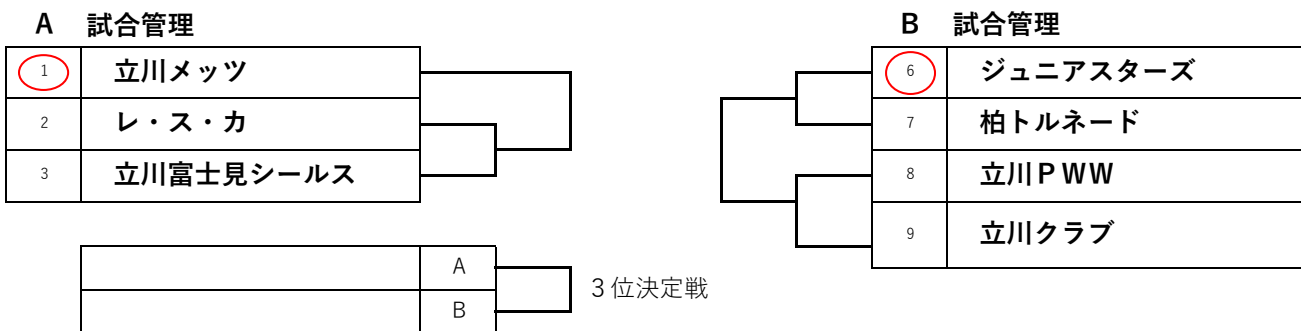 A 試合管理
1 立川メッツ
2 レ・ス・カ
3 立川富士見シールス
A
B
３位決定戦
B 試合管理
6 ジュニアスターズ
7 柏トルネード
8 立川ＰＷＷ
9 立川クラブ